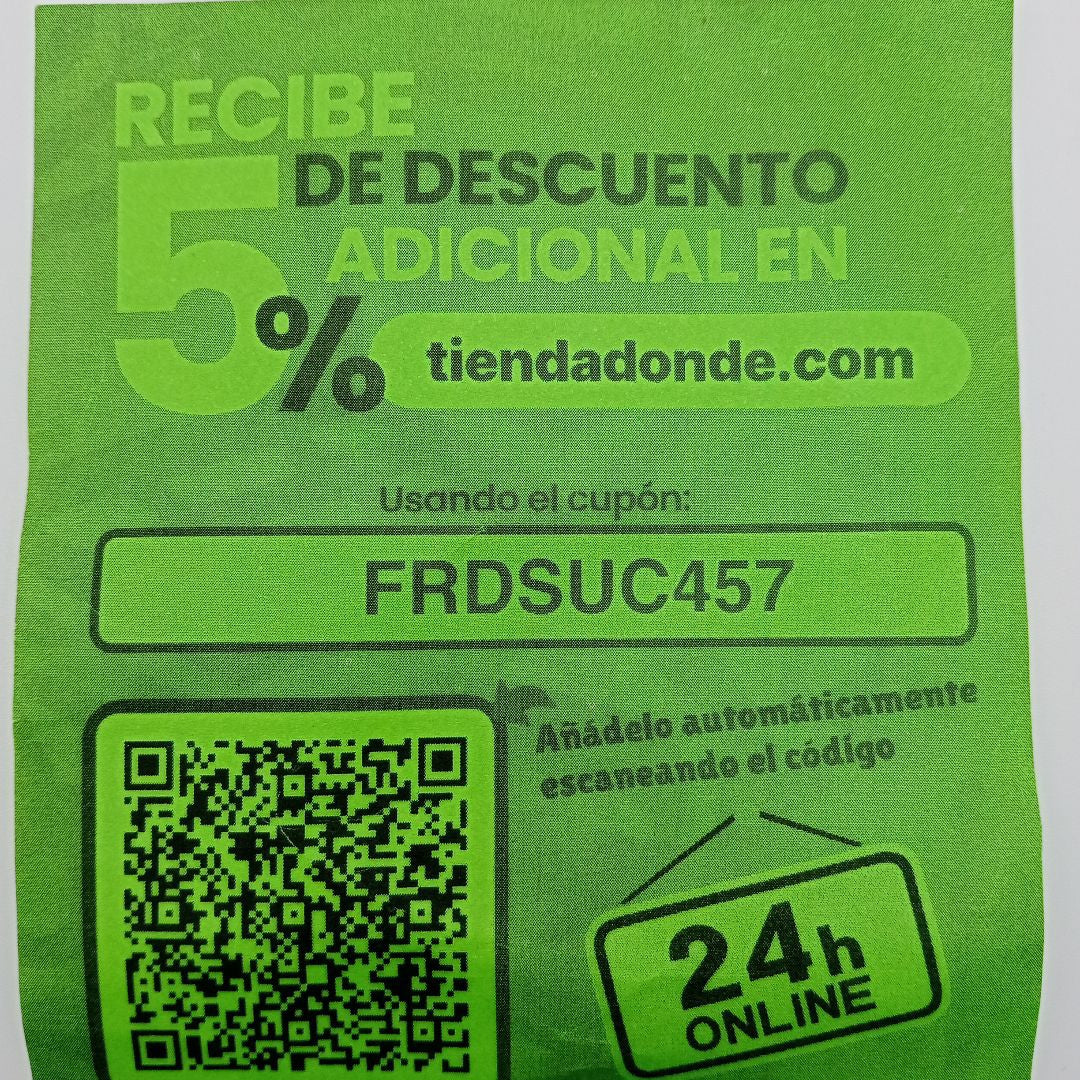 RECIBE
5% DE DESCUENTO
ADICIONAL EN
tiendadonde.com
Usando el cupón:
FRDSUC457
Añádelo automáticamente
escaneando el código
24h
ONLINE